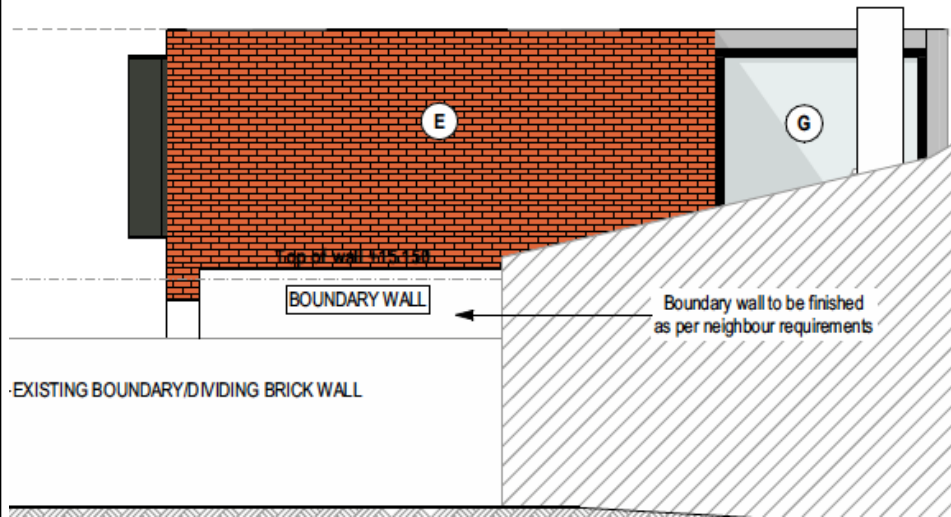 E
G
Top of wall +15.150
BOUNDARY WALL
Boundary wall to be finished
as per neighbour requirements
EXISTING BOUNDARY/DIVIDING BRICK WALL